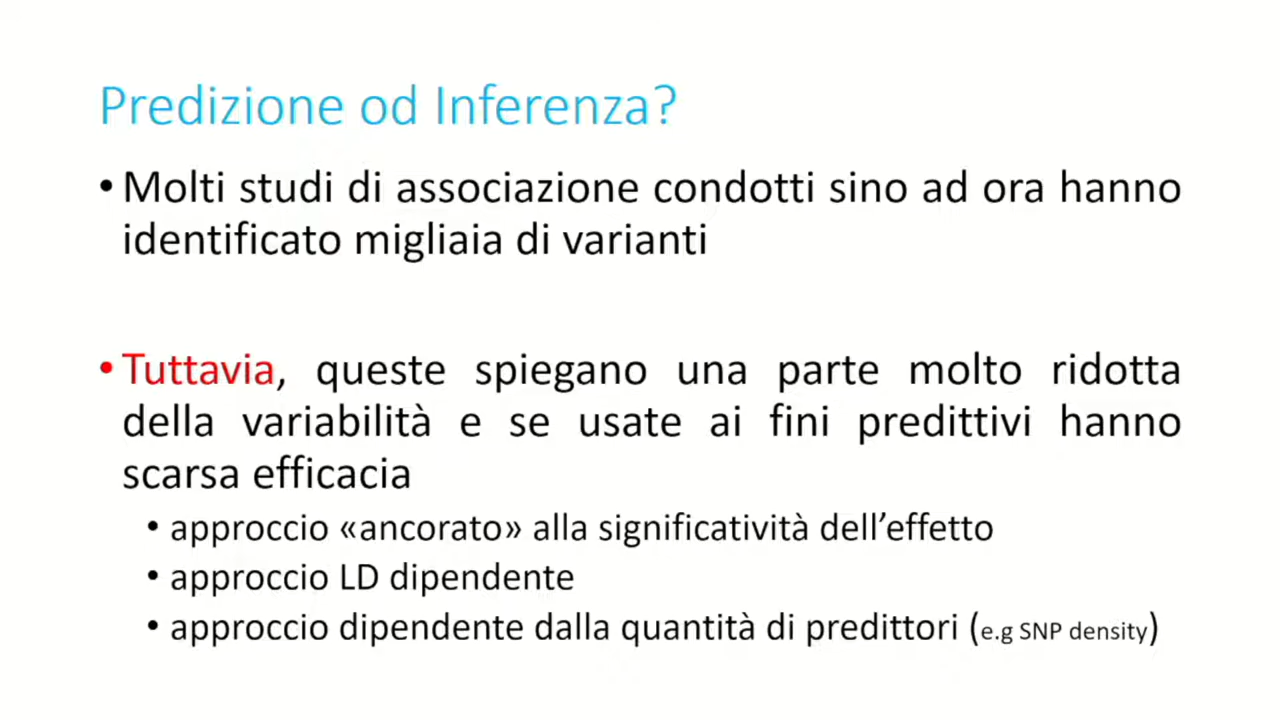 Predizione od Inferenza?
• Molti studi di associazione condotti sino ad ora hanno
identificato migliaia di varianti
• Tuttavia, queste spiegano una parte molto ridotta
della variabilità e se usate ai fini predittivi hanno
scarsa efficacia
• approccio «ancorato» alla significatività dell’effetto
• approccio LD dipendente
• approccio dipendente dalla quantità di predittori (e.g SNP density)